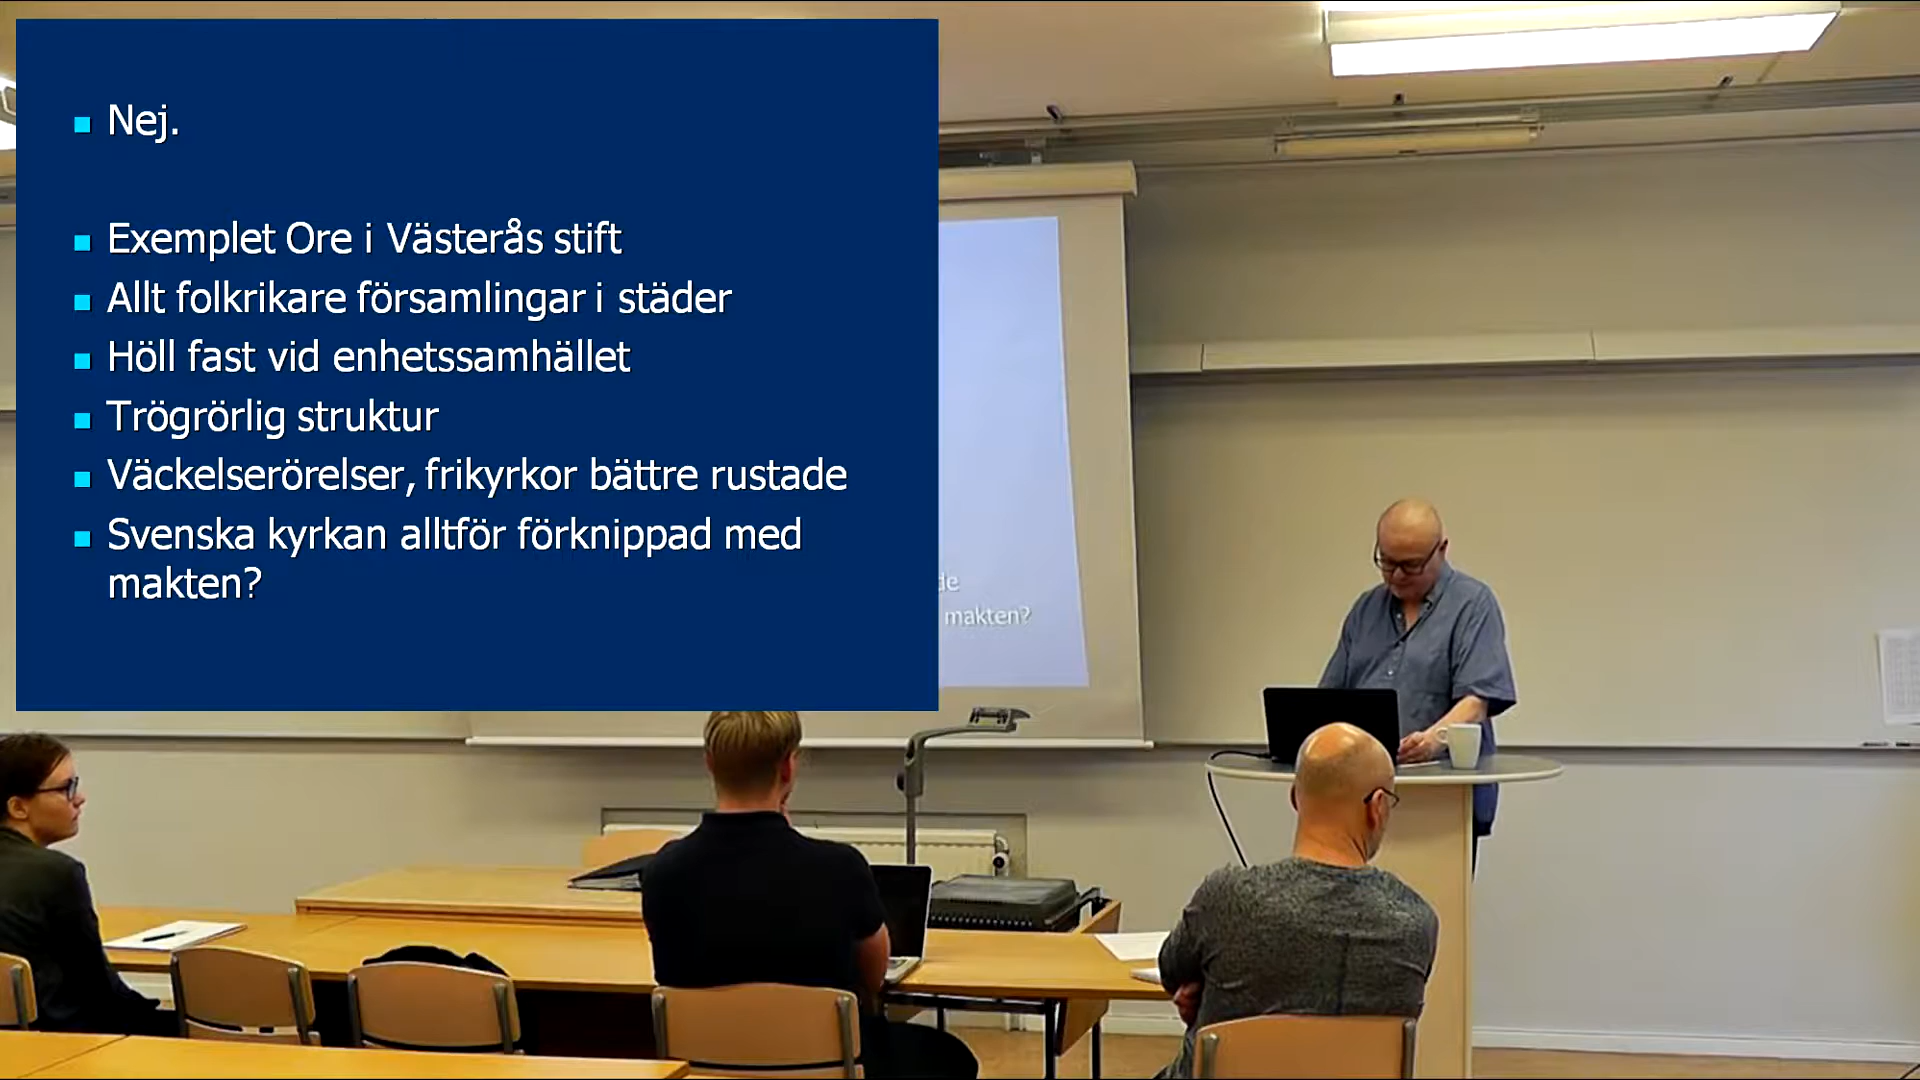 Nej.
Exemplet Ore i Västerås stift
Allt folkrikare församlingar i städer
Höll fast vid enhetssamhället
Trögrörlig struktur
Väckelserörelser, frikyrkor bättre rustade
Svenska kyrkan alltför förknippad med
makten?
de
makten?